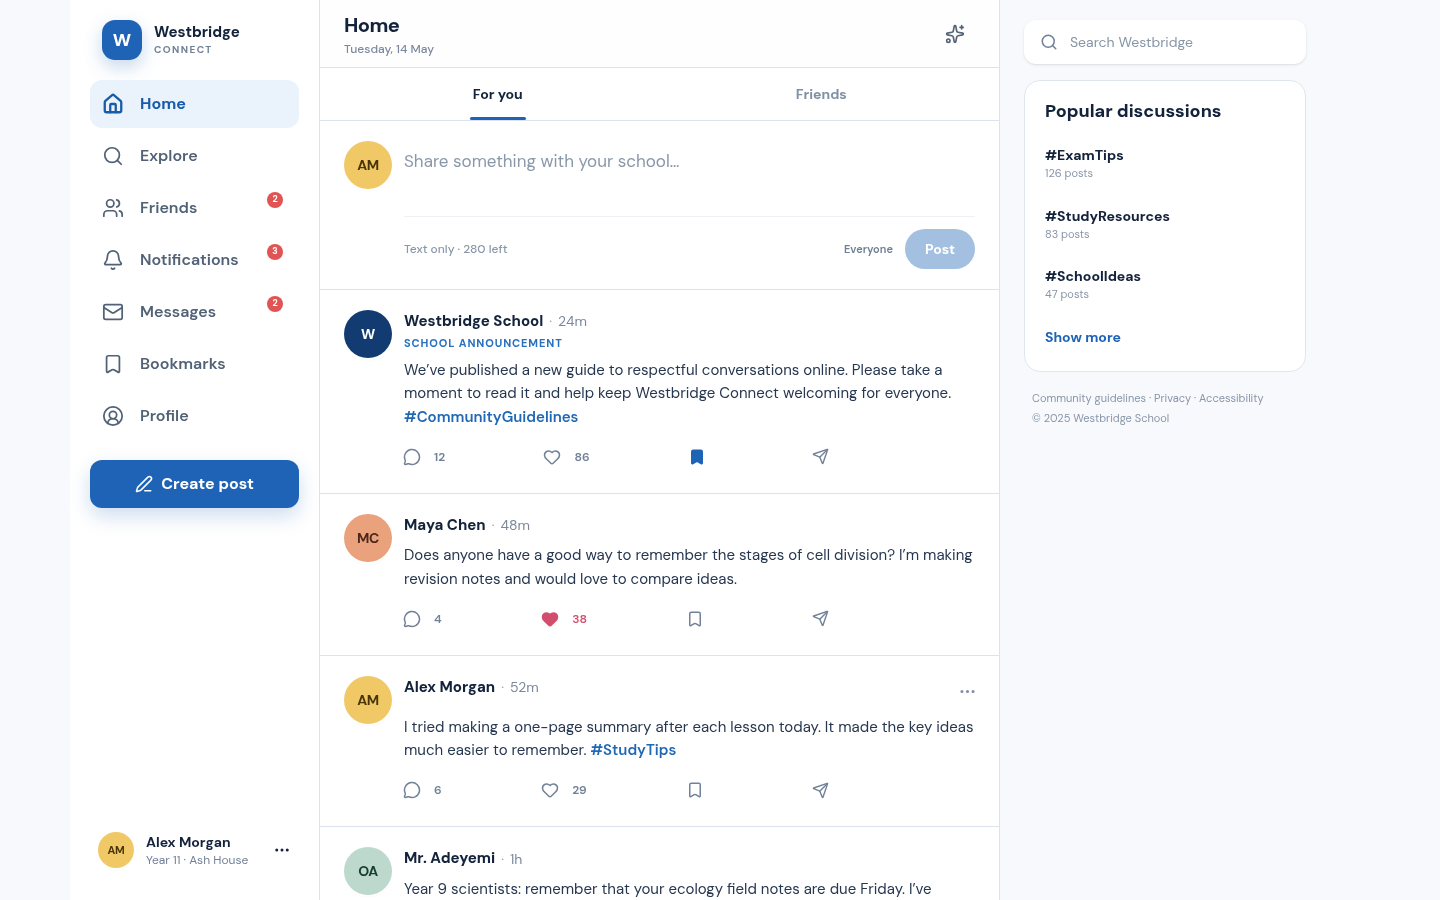 W
Westbridge
CONNECT
Home
Explore
Friends
2
Notifications
3
Messages
2
Bookmarks
Profile
Create post
AM
Alex Morgan
Year 11 · Ash House
Home
Tuesday, 14 May
For you
Friends
AM
Share something with your school...
Text only · 280 left
Everyone
Post
W
Westbridge School · 24m
SCHOOL ANNOUNCEMENT
We’ve published a new guide to respectful conversations online. Please take a
moment to read it and help keep Westbridge Connect welcoming for everyone.
#CommunityGuidelines
12
86
MC
Maya Chen · 48m
Does anyone have a good way to remember the stages of cell division? I’m making
revision notes and would love to compare ideas.
4
38
AM
Alex Morgan · 52m
I tried making a one-page summary after each lesson today. It made the key ideas
much easier to remember. #StudyTips
6
29
OA
Mr. Adeyemi · 1h
Year 9 scientists: remember that your ecology field notes are due Friday. I’ve
Search Westbridge
Popular discussions
#ExamTips
126 posts
#StudyResources
83 posts
#SchoolIdeas
47 posts
Show more
Community guidelines · Privacy · Accessibility
© 2025 Westbridge School